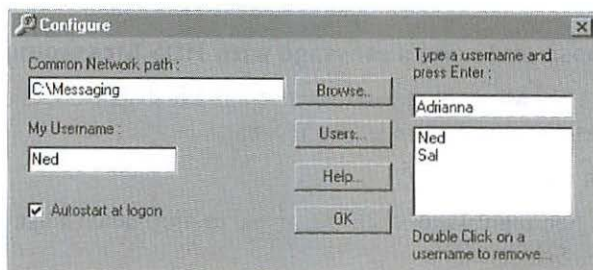 Configure
Common Network path :
C:\Messaging
Browse..
My Username :
Ned
Users...
Help...
Autostart at logon
OK
Type a username and
press Enter :
Adrianna
Ned
Sal
Double Click on a
username to remove...